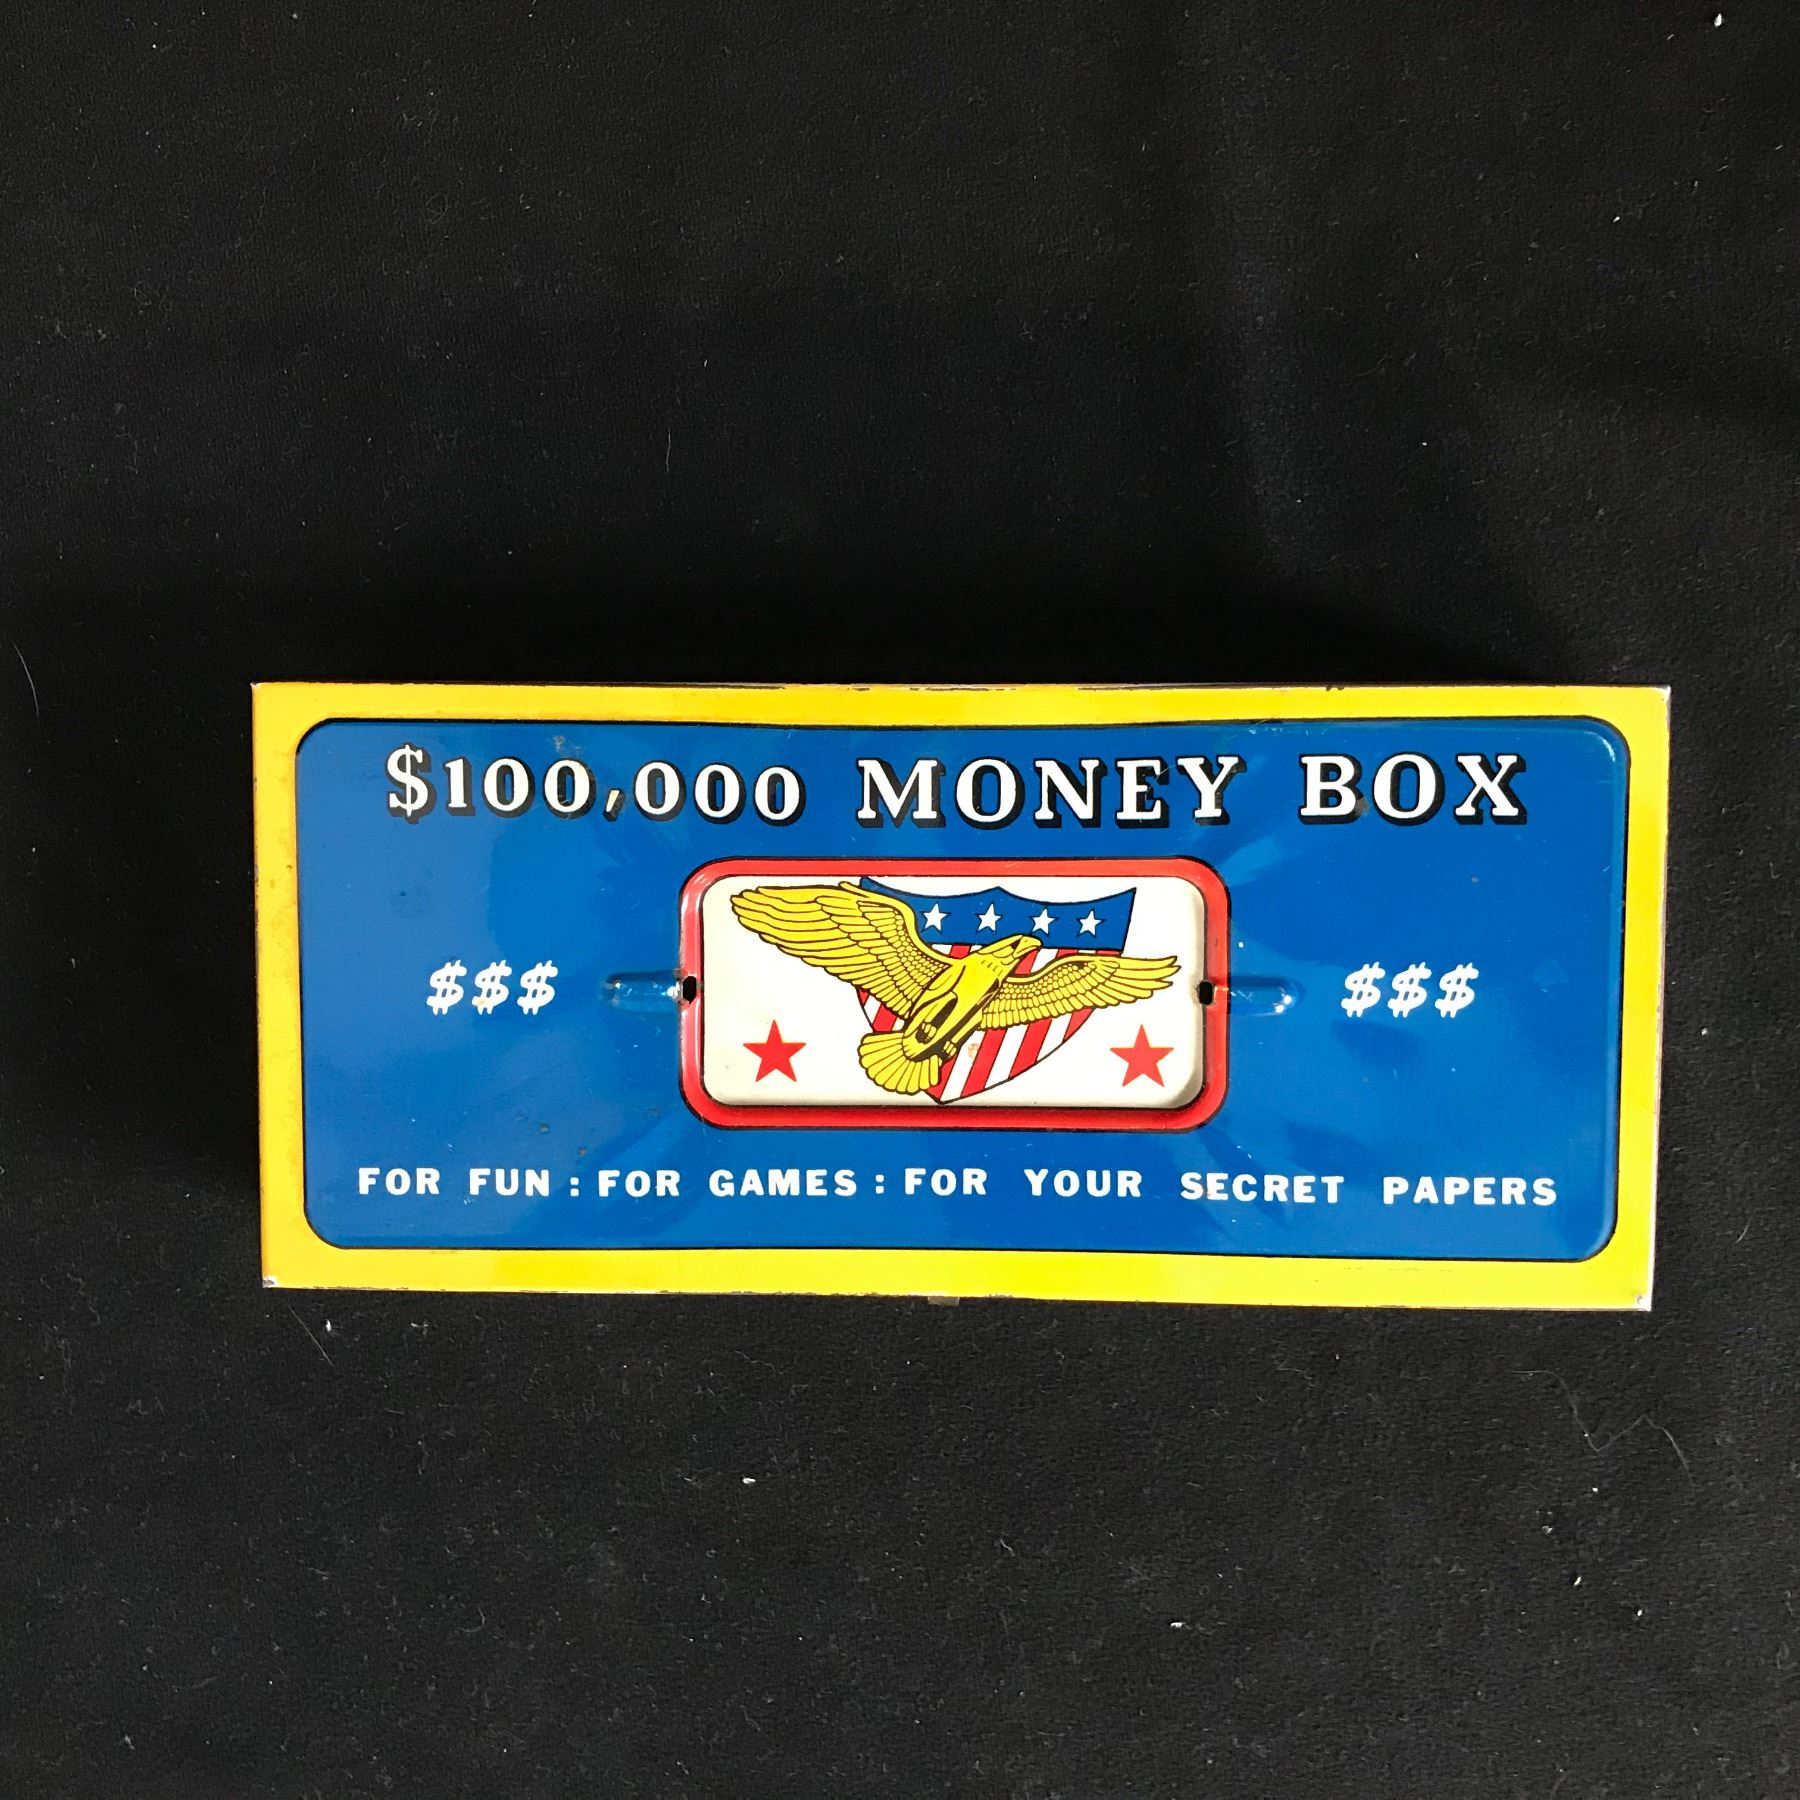 $100,000 MONEY BOX
$$$ $$$
FOR FUN : FOR GAMES : FOR YOUR SECRET PAPERS